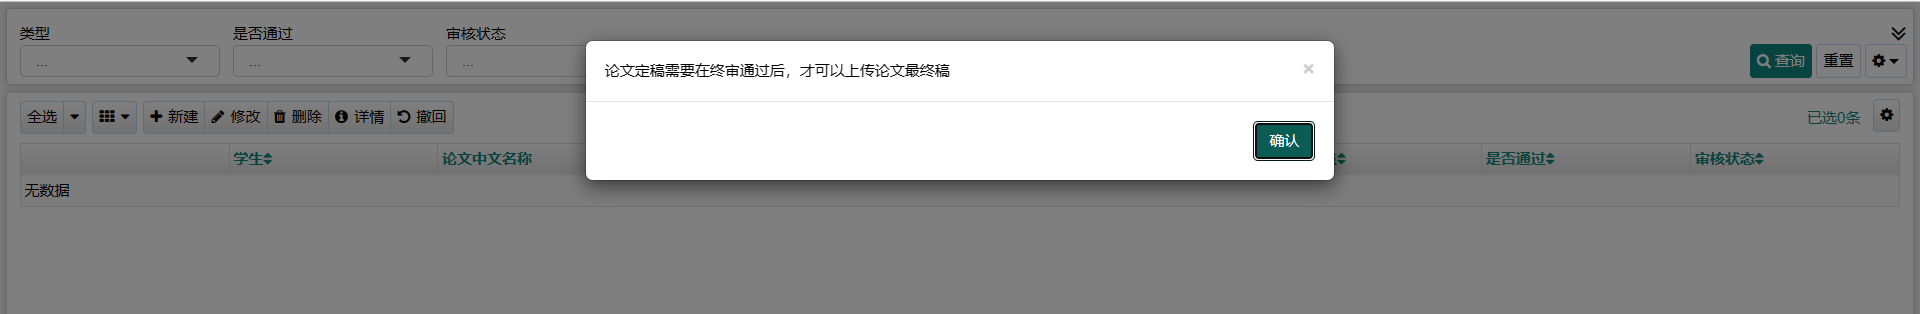 类型 是否通过 审核状态
... ... ...
查询 重置
论文定稿需要在终审通过后，才可以上传论文最终稿 ×
全选 新建 修改 删除 详情 撤回 已选0条
确认
学生 论文中文名称 是否通过 审核状态
无数据